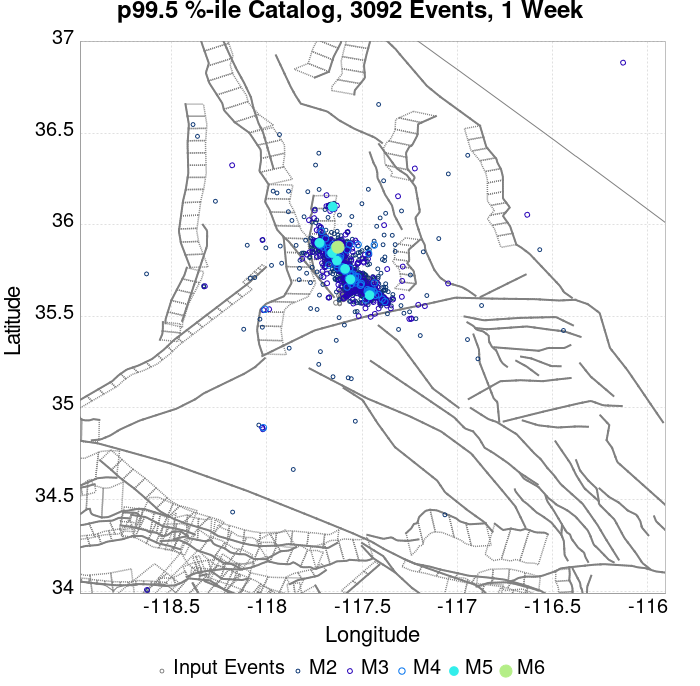 p99.5 %-ile Catalog, 3092 Events, 1 Week
37
36.5
36
35.5
35
34.5
34
Latitude
-118.5 -118 -117.5 -117 -116.5 -116
Longitude
Input Events M2 M3 M4 M5 M6